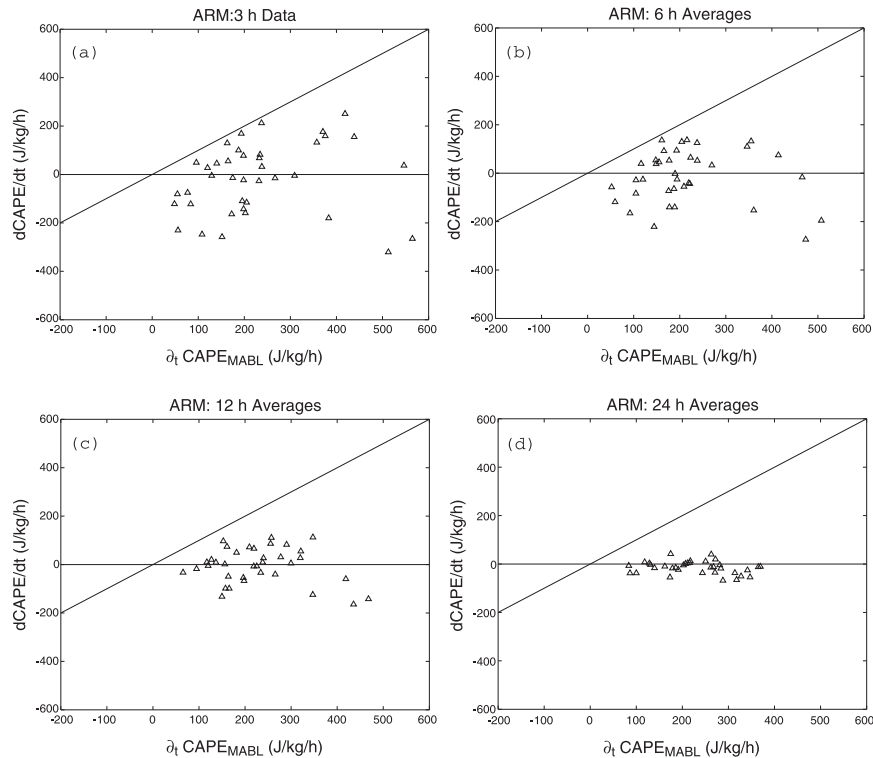 ARM:3 h Data
(a)
600
400
200
0
-200
-400
-600
dCAPE/dt (J/kg/h)
-200 0 100 200 300 400 500 600
∂t CAPEMABL (J/kg/h)
ARM: 6 h Averages
(b)
600
400
200
0
-200
-400
-600
dCAPE/dt (J/kg/h)
-200 0 100 200 300 400 500 600
∂t CAPEMABL (J/kg/h)
ARM: 12 h Averages
(c)
600
400
200
0
-200
-400
-600
dCAPE/dt (J/kg/h)
-200 0 100 200 300 400 500 600
∂t CAPEMABL (J/kg/h)
ARM: 24 h Averages
(d)
600
400
200
0
-200
-400
-600
dCAPE/dt (J/kg/h)
-200 0 100 200 300 400 500 600
∂t CAPEMABL (J/kg/h)